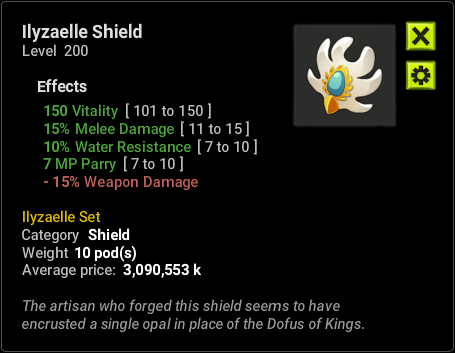 Ilyzaelle Shield
Level 200
Effects
150 Vitality [ 101 to 150 ]
15% Melee Damage [ 11 to 15 ]
10% Water Resistance [ 7 to 10 ]
7 MP Parry [ 7 to 10 ]
- 15% Weapon Damage
Ilyzaelle Set
Category Shield
Weight 10 pod(s)
Average price: 3,090,553 k
The artisan who forged this shield seems to have
encrusted a single opal in place of the Dofus of Kings.